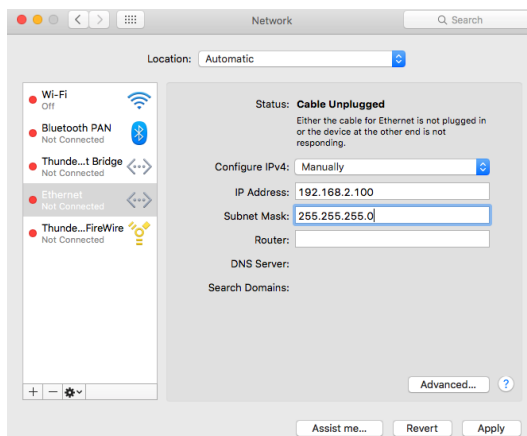 Network
Search
Location: Automatic
Wi-Fi
Off
Bluetooth PAN
Not Connected
Thunde...t Bridge
Not Connected
Ethernet
Not Connected
Thunde...FireWire
Not Connected
Status: Cable Unplugged
Either the cable for Ethernet is not plugged in
or the device at the other end is not
responding.
Configure IPv4: Manually
IP Address: 192.168.2.100
Subnet Mask: 255.255.255.0
Router:
DNS Server:
Search Domains:
Advanced... ?
+ −
Assist me... Revert Apply